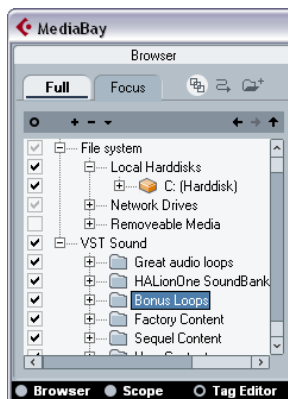 MediaBay
Browser
Full Focus
File system
Local Harddisks
C: (Harddisk)
Network Drives
Removeable Media
VST Sound
Great audio loops
HALionOne SoundBank
Bonus Loops
Factory Content
Sequel Content
Browser Scope Tag Editor